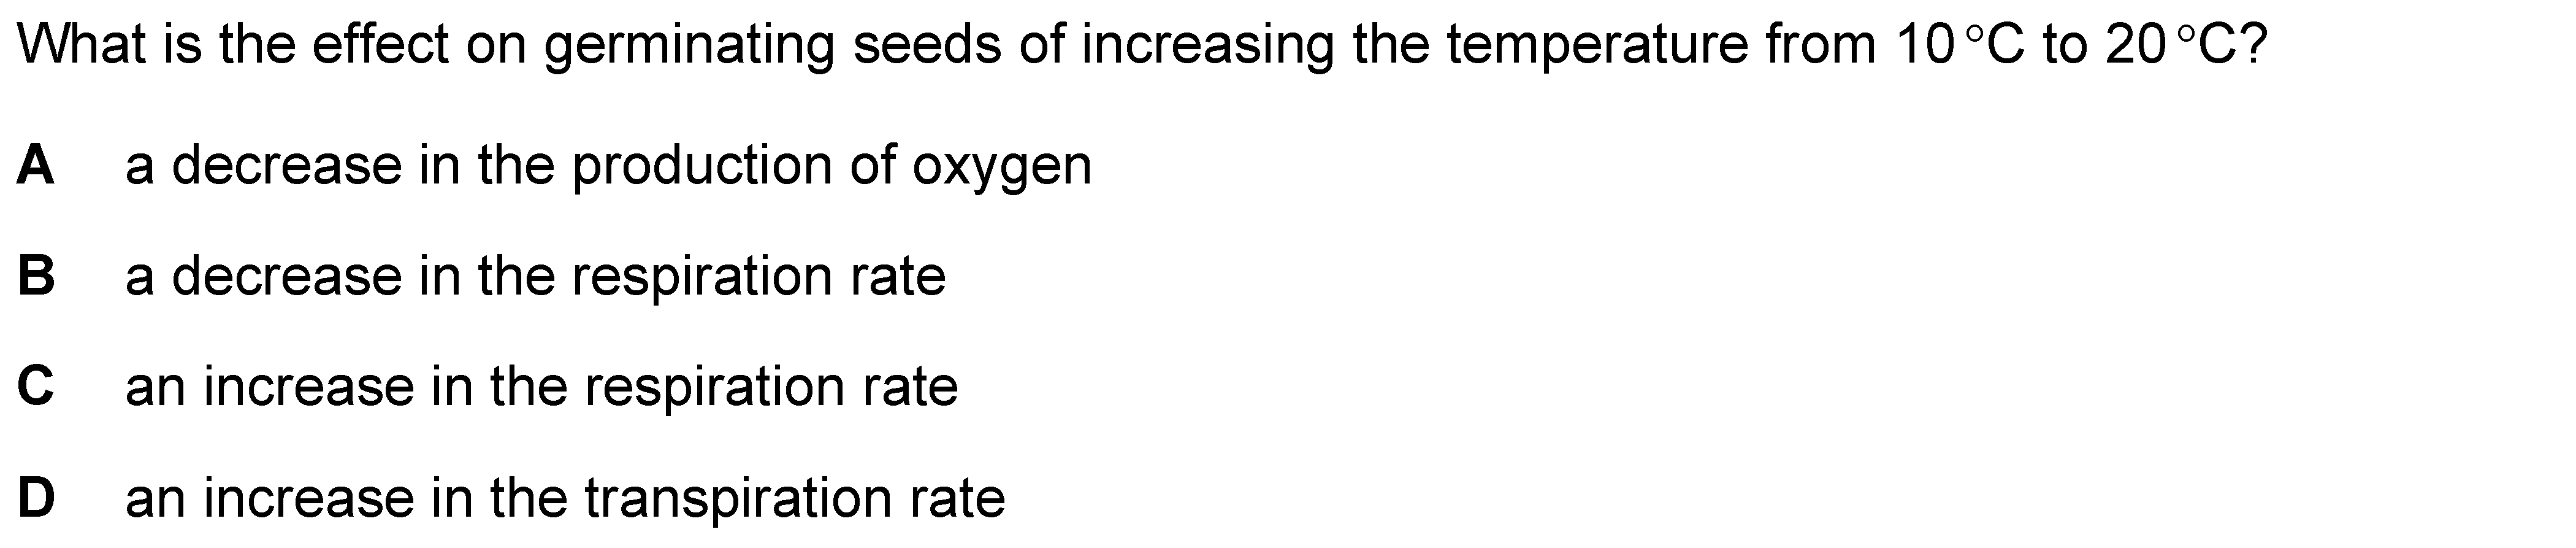 What is the effect on germinating seeds of increasing the temperature from 10 °C to 20 °C?
A a decrease in the production of oxygen
B a decrease in the respiration rate
C an increase in the respiration rate
D an increase in the transpiration rate